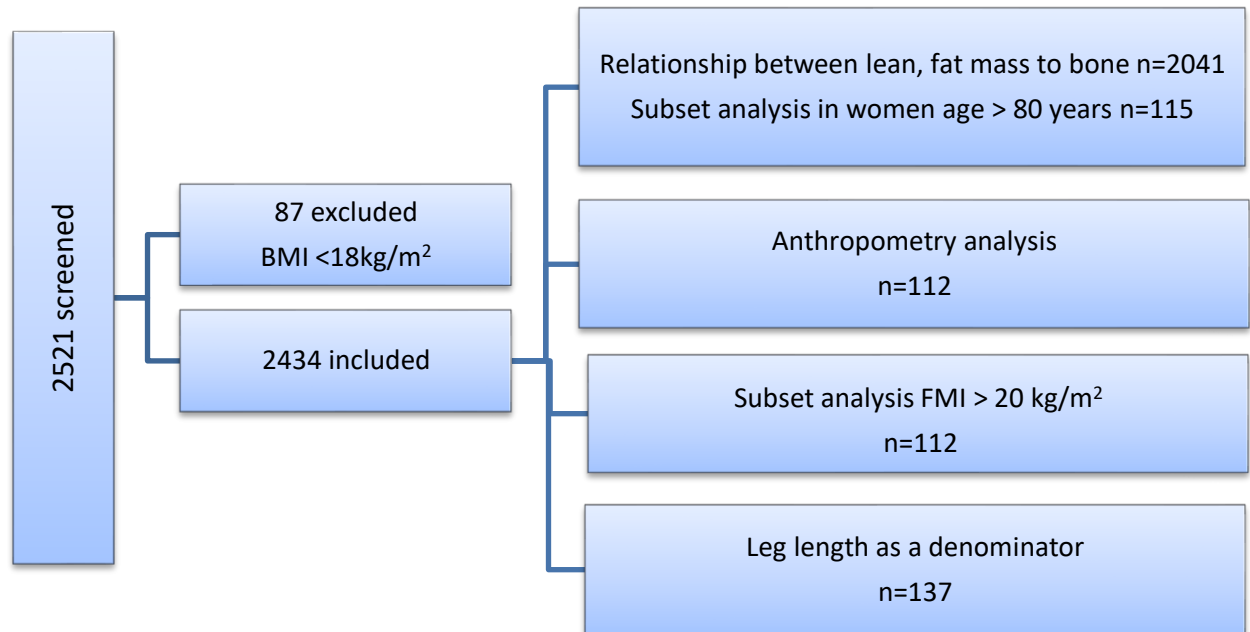 2521 screened
87 excluded
BMI <18kg/m²
2434 included
Relationship between lean, fat mass to bone n=2041
Subset analysis in women age > 80 years n=115
Anthropometry analysis
n=112
Subset analysis FMI > 20 kg/m²
n=112
Leg length as a denominator
n=137